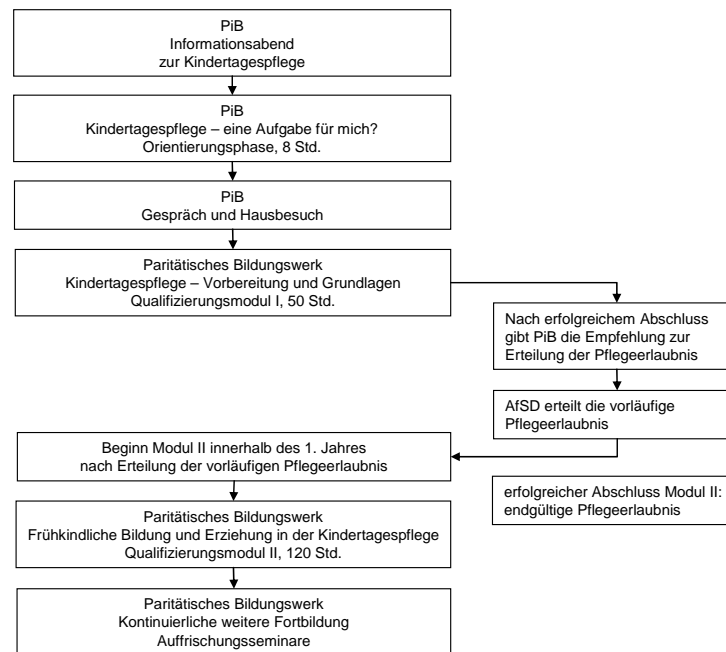 PiB
Informationsabend
zur Kindertagespflege
PiB
Kindertagespflege – eine Aufgabe für mich?
Orientierungsphase, 8 Std.
PiB
Gespräch und Hausbesuch
Paritätisches Bildungswerk
Kindertagespflege – Vorbereitung und Grundlagen
Qualifizierungsmodul I, 50 Std.
Nach erfolgreichem Abschluss
gibt PiB die Empfehlung zur
Erteilung der Pflegeerlaubnis
AfSD erteilt die vorläufige
Pflegeerlaubnis
Beginn Modul II innerhalb des 1. Jahres
nach Erteilung der vorläufigen Pflegeerlaubnis
erfolgreicher Abschluss Modul II:
endgültige Pflegeerlaubnis
Paritätisches Bildungswerk
Frühkindliche Bildung und Erziehung in der Kindertagespflege
Qualifizierungsmodul II, 120 Std.
Paritätisches Bildungswerk
Kontinuierliche weitere Fortbildung
Auffrischungsseminare